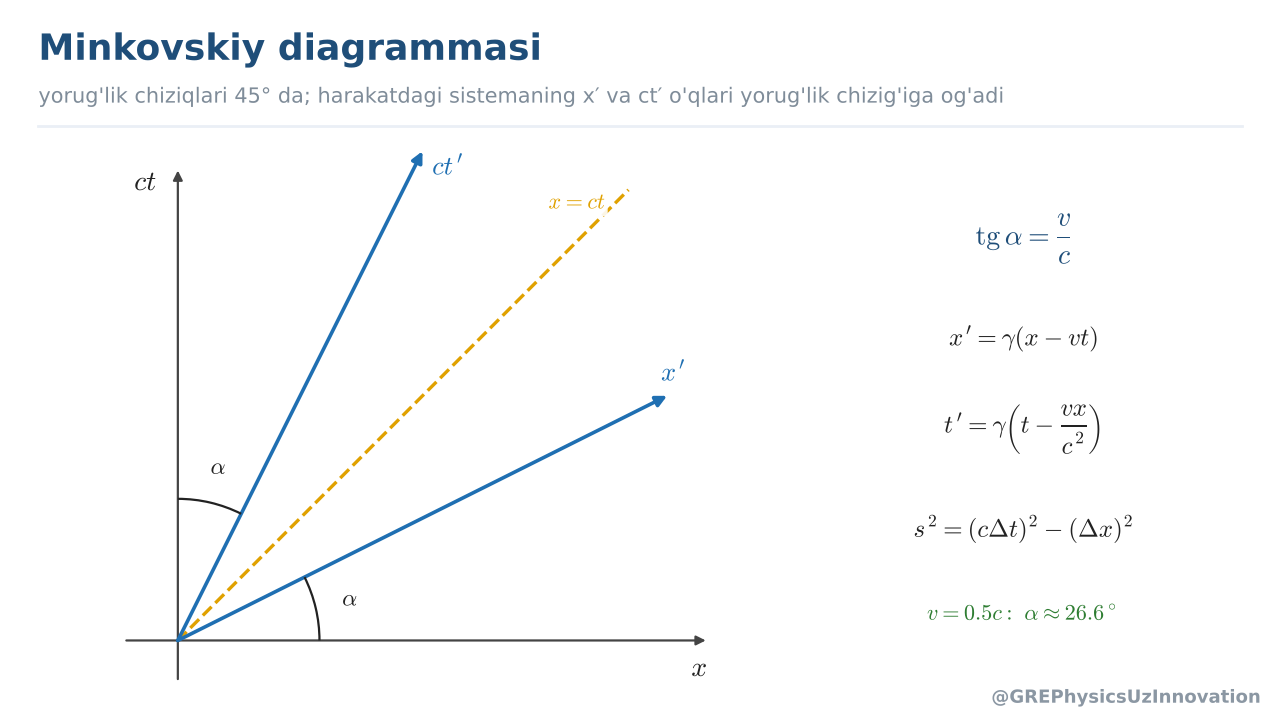 Minkovskiy diagrammasi
yorug'lik chiziqlari 45° da; harakatdagi sistemaning x′ va ct′ o'qlari yorug'lik chizig'iga og'adi
ct
ct′
x = ct
x′
α
α
x
tg α = v/c
x′ = γ(x − vt)
t′ = γ(t − vx/c²)
s² = (cΔt)² − (Δx)²
v = 0.5c : α ≈ 26.6°
@GREPhysicsUzInnovation